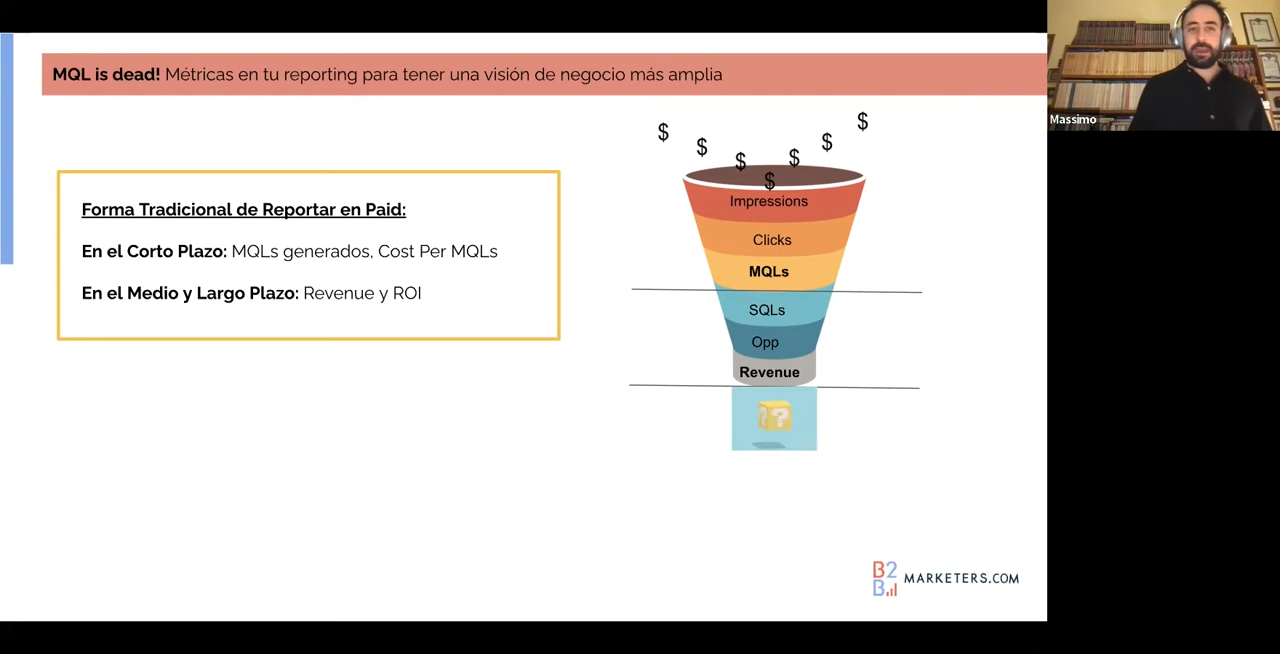 MQL is dead! Métricas en tu reporting para tener una visión de negocio más amplia
Massimo
Forma Tradicional de Reportar en Paid:
En el Corto Plazo: MQLs generados, Cost Per MQLs
En el Medio y Largo Plazo: Revenue y ROI
$ $ $ $ $ $ $
Impressions
Clicks
MQLs
SQLs
Opp
Revenue
? ?
B2B MARKETERS.COM